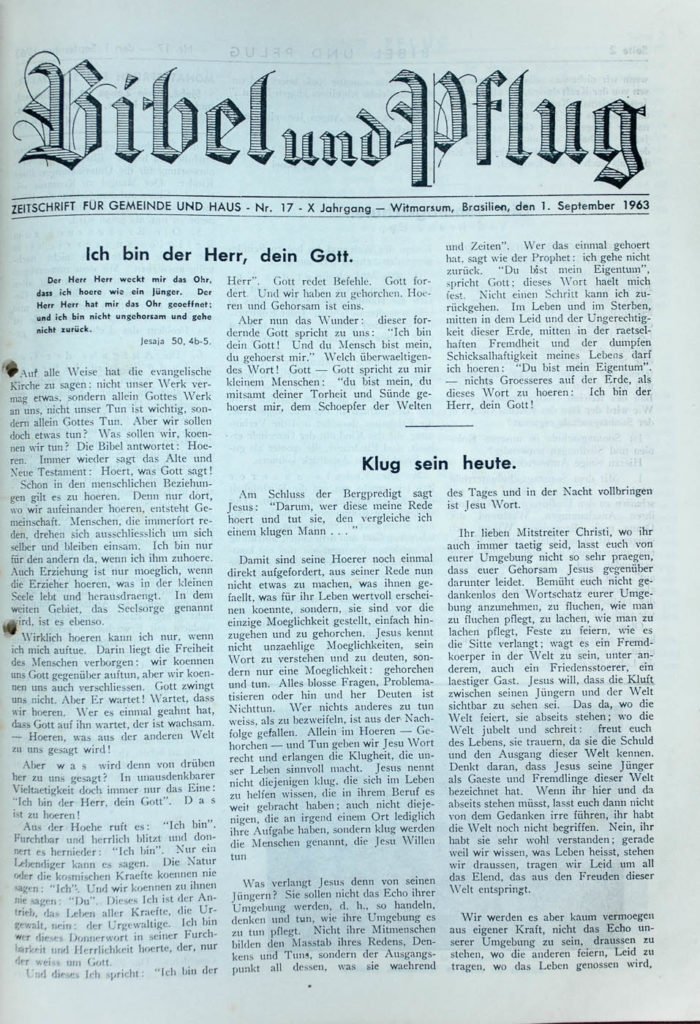 Bibel und Pflug
ZEITSCHRIFT FÜR GEMEINDE UND HAUS - Nr. 17 - X Jahrgang — Witmarsum, Brasilien, den 1. September 1963
Ich bin der Herr, dein Gott.
Der Herr Herr weckt mir das Ohr,
dass ich hoere wie ein Jünger. Der
Herr Herr hat mir das Ohr geoeffnet;
und ich bin nicht ungehorsam und gehe
nicht zurück.
Jesaja 50, 4b-5.
Auf alle Weise hat die evangelische
Kirche zu sagen: nicht unser Werk ver-
mag etwas, sondern allein Gottes Werk
an uns, nicht unser Tun ist wichtig, son-
dern allein Gottes Tun. Aber wir sollen
doch etwas tun? Was sollen wir, koen-
nen wir tun? Die Bibel antwortet: Hoe-
ren. Immer wieder sagt das Alte und
Neue Testament: Hoert, was Gott sagt!
Schon in den menschlichen Beziehun-
gen gilt es zu hoeren. Denn nur dort,
wo wir aufeinander hoeren, entsteht Ge-
meinschaft. Menschen, die immerfort re-
den, drehen sich ausschliesslich um sich
selber und bleiben einsam. Ich bin nur
für den andern da, wenn ich ihm zuhoere.
Auch Erziehung ist nur moeglich, wenn
die Erzieher hoeren, was in der kleinen
Seele lebt und herausdraengt. In dem
weiten Gebiet, das Seelsorge genannt
wird, ist es ebenso.
Wirklich hoeren kann ich nur, wenn
ich mich auftue. Darin liegt die Freiheit
des Menschen verborgen: wir koennen
uns Gott gegenüber auftun, aber wir koen-
nen uns auch verschliessen. Gott zwingt
uns nicht. Aber Er wartet! Wartet, dass
wir hoeren. Wer es einmal geahnt hat,
dass Gott auf ihn wartet, der ist wachsam.
— Hoeren, was aus der anderen Welt
zu uns gesagt wird!
Aber w a s wird denn von drüben
her zu uns gesagt? In unausdenkbarer
Vieltaetigkeit doch immer nur das Eine:
"Ich bin der Herr, dein Gott". D a s
ist zu hoeren!
Aus der Hoehe ruft es: "Ich bin".
Furchtbar und herrlich blitzt und don-
nert es hernieder: "Ich bin". Nur ein
Lebendiger kann es sagen. Die Natur
oder die kosmischen Kraefte koennen nie
sagen: "Ich". Und wir koennen zu ihnen
nie sagen: "Du". Dieses Ich ist der An-
trieb, das Leben aller Kraefte, die Ur-
gewalt, nein: der Urgewaltige. Ich bin
wer dieses Donnerwort in seiner Furch-
barkeit und Herrlichkeit hoerte, der, nur
der weiss um Gott.
Und dieses Ich spricht: "Ich bin der
Herr". Gott redet Befehle. Gott for-
dert. Und wir haben zu gehorchen. Hoe-
ren und Gehorsam ist eins.
Aber nun das Wunder: dieser for-
dernde Gott spricht zu uns: "Ich bin
dein Gott! Und du Mensch bist mein,
du gehoerst mir." Welch überwaeltigen-
des Wort! Gott — Gott spricht zu mir
kleinem Menschen: "du bist mein, du
mitsamt deiner Torheit und Sünde ge-
hoerst mir, dem Schoepfer der Welten
und Zeiten". Wer das einmal gehoert
hat, sagt wie der Prophet: ich gehe nicht
zurück. "Du bist mein Eigentum",
spricht Gott; dieses Wort haelt mich
fest. Nicht einen Schritt kann ich zu-
rückgehen. Im Leben und im Sterben,
mitten in dem Leid und der Ungerechtig-
keit dieser Erde, mitten in der raetsel-
haften Fremdheit und der dumpfen
Schicksalhaftigkeit meines Lebens darf
ich hoeren: "Du bist mein Eigentum".
— nichts Groesseres auf der Erde, als
dieses Wort zu hoeren: Ich bin der
Herr, dein Gott!
Klug sein heute.
Am Schluss der Bergpredigt sagt
Jesus: "Darum, wer diese meine Rede
hoert und tut sie, den vergleiche ich
einem klugen Mann . . . "
Damit sind seine Hoerer noch einmal
direkt aufgefordert, aus seiner Rede nun
nicht etwas zu machen, was ihnen ge-
faellt, was für ihr Leben wertvoll erschei-
nen koennte, sondern, sie sind vor die
einzige Moeglichkeit gestellt, einfach hin-
zugehen und zu gehorchen. Jesus kennt
nicht unzaehlige Moeglichkeiten, sein
Wort zu verstehen und zu deuten, son-
dern nur eine Moeglichkeit: gehorchen
und tun. Alles blosse Fragen, Problema-
tisieren oder hin und her Deuten ist
Nichttun. Wer nichts anderes zu tun
weiss, als zu bezweifeln, ist aus der Nach-
folge gefallen. Allein im Hoeren — Ge-
horchen — und Tun geben wir Jesu Wort
recht und erlangen die Klugheit, die un-
ser Leben sinnvoll macht. Jesus nennt
nicht diejenigen klug, die sich im Leben
zu helfen wissen, die in ihrem Beruf es
weit gebracht haben; auch nicht dieje-
nigen, die an irgend einem Ort lediglich
ihre Aufgabe haben, sondern klug werden
die Menschen genannt, die Jesu Willen
tun
Was verlangt Jesus denn von seinen
Jüngern? Sie sollen nicht das Echo ihrer
Umgebung werden, d. h., so handeln,
denken und tun, wie ihre Umgebung es
zu tun pflegt. Nicht ihre Mitmenschen
bilden den Masstab ihres Redens, Den-
kens und Tuns, sondern der Ausgangs-
punkt all dessen, was sie waehrend
des Tages und in der Nacht vollbringen
ist Jesu Wort.
Ihr lieben Mitstreiter Christi, wo ihr
auch immer taetig seid, lasst euch von
eurer Umgebung nicht so sehr praegen,
dass euer Gehorsam Jesus gegenüber
darunter leidet. Bemüht euch nicht ge-
dankenlos den Wortschatz eurer Umge-
bung anzunehmen, zu fluchen, wie man
zu fluchen pflegt, zu lachen, wie man zu
lachen pflegt, Feste zu feiern, wie es
die Sitte verlangt; wagt es ein Fremd-
koerper in der Welt zu sein, unter an-
derem, auch ein Friedensstoerer, ein
laestiger Gast. Jesus will, dass die Kluft
zwischen seinen Jüngern und der Welt
sichtbar zu sehen sei. Das da, wo die
Welt feiert, sie abseits stehen; wo die
Welt jubelt und schreit: freut euch
des Lebens, sie trauern, da sie die Schuld
und den Ausgang dieser Welt kennen.
Denkt daran, dass Jesus seine Jünger
als Gaeste und Fremdlinge dieser Welt
bezeichnet hat. Wenn ihr hier und da
abseits stehen müsst, lasst euch dann nicht
von dem Gedanken irre führen, ihr habt
die Welt noch nicht begriffen. Nein, ihr
habt sie sehr wohl verstanden; gerade
weil wir wissen, was Leben heisst, stehen
wir draussen, tragen wir Leid um all
das Elend, das aus den Freuden dieser
Welt entspringt.
Wir werden es aber kaum vermoegen
aus eigener Kraft, nicht das Echo un-
serer Umgebung zu sein, draussen zu
stehen, wo die anderen feiern, Leid zu
tragen, wo das Leben genossen wird,